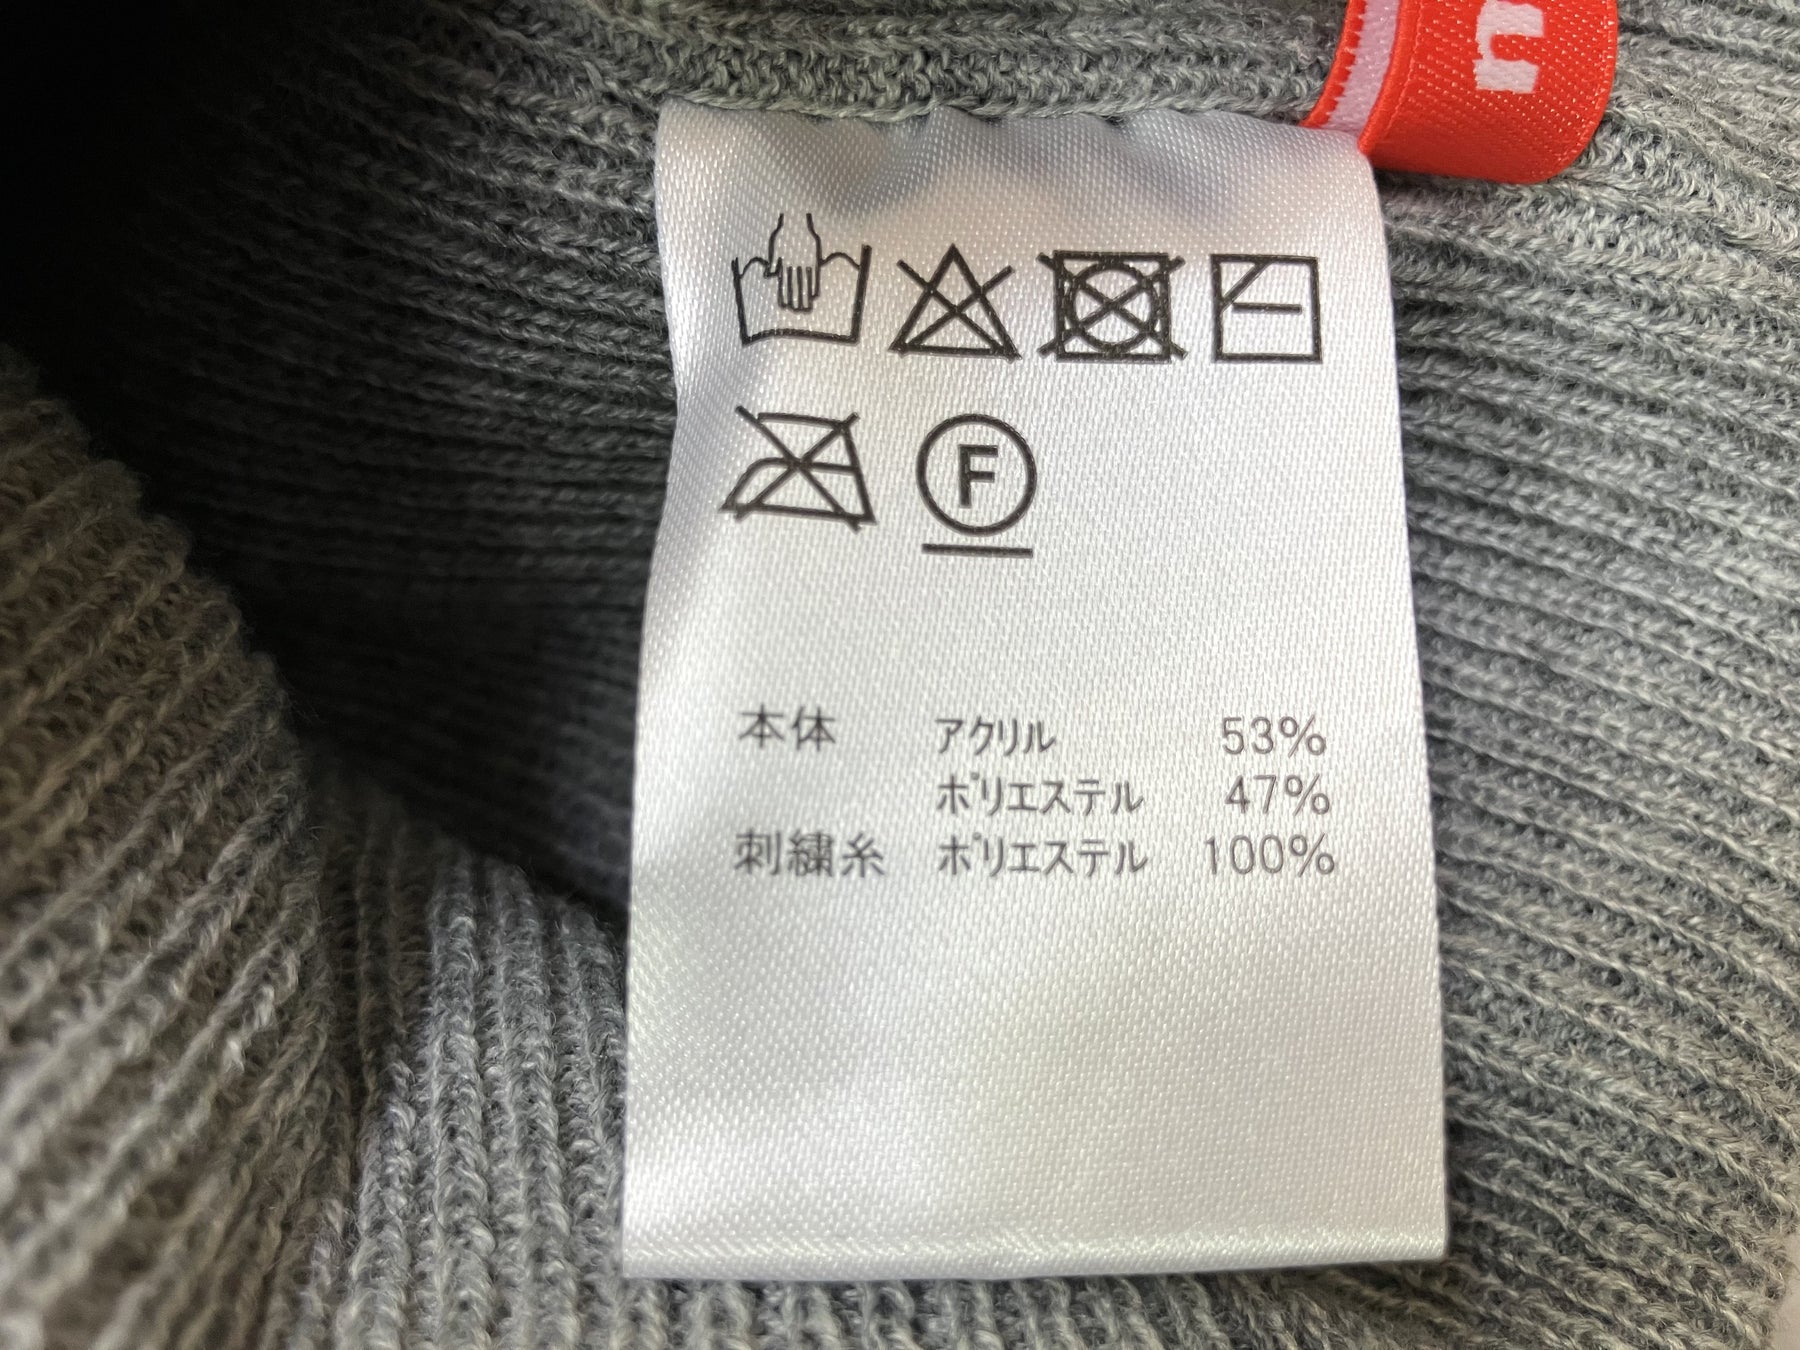 F
本体 アクリル 53%
ポリエステル 47%
刺繍糸 ポリエステル 100%